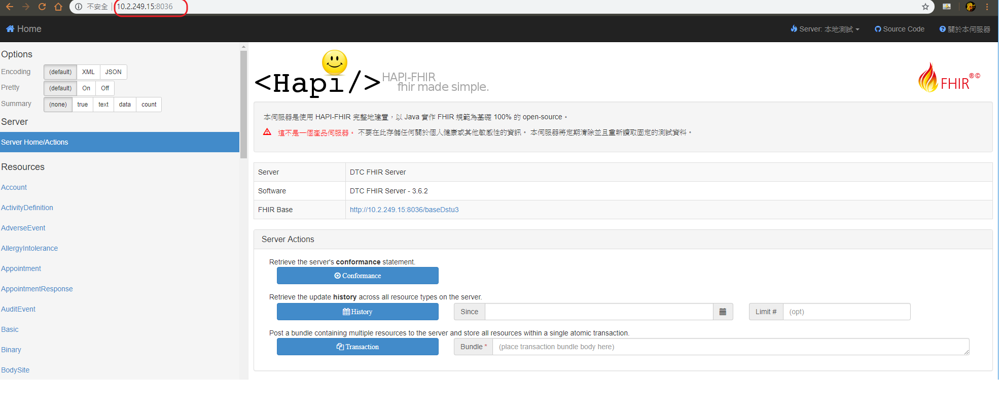 不安全 10.2.249.15:8036
Home
Server: 本地測試
Source Code
關於本伺服器
Options
Encoding (default) XML JSON
Pretty (default) On Off
Summary (none) true text data count
Server
Server Home/Actions
Resources
Account
ActivityDefinition
AdverseEvent
AllergyIntolerance
Appointment
AppointmentResponse
AuditEvent
Basic
Binary
BodySite
<Hapi/>
HAPI-FHIR
fhir made simple.
FHIR®©
本伺服器是使用 HAPI-FHIR 完整地建置，以 Java 實作 FHIR 規範為基礎 100% 的 open-source。
這不是一個產品伺服器。 不要在此存儲任何關於個人健康或其他敏感性的資訊。 本伺服器將定期清除並且重新讀取固定的測試資料。
Server DTC FHIR Server
Software DTC FHIR Server - 3.6.2
FHIR Base http://10.2.249.15:8036/baseDstu3
Server Actions
Retrieve the server's conformance statement.
Conformance
Retrieve the update history across all resource types on the server.
History Since Limit # (opt)
Post a bundle containing multiple resources to the server and store all resources within a single atomic transaction.
Transaction Bundle * (place transaction bundle body here)